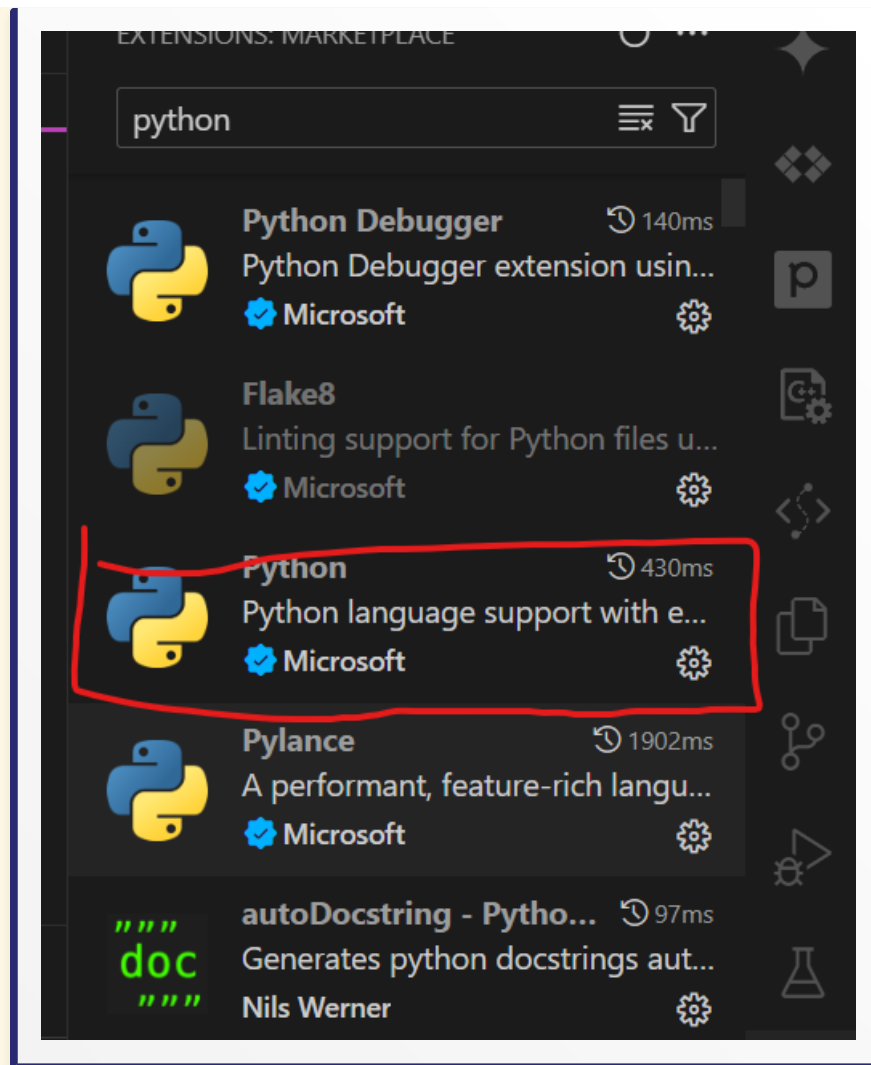 EXTENSIONS: MARKETPLACE
python
Python Debugger 140ms
Python Debugger extension usin...
Microsoft
Flake8
Linting support for Python files u...
Microsoft
Python 430ms
Python language support with e...
Microsoft
Pylance 1902ms
A performant, feature-rich langu...
Microsoft
"""
doc
"""
autoDocstring - Pytho... 97ms
Generates python docstrings aut...
Nils Werner
p
C++